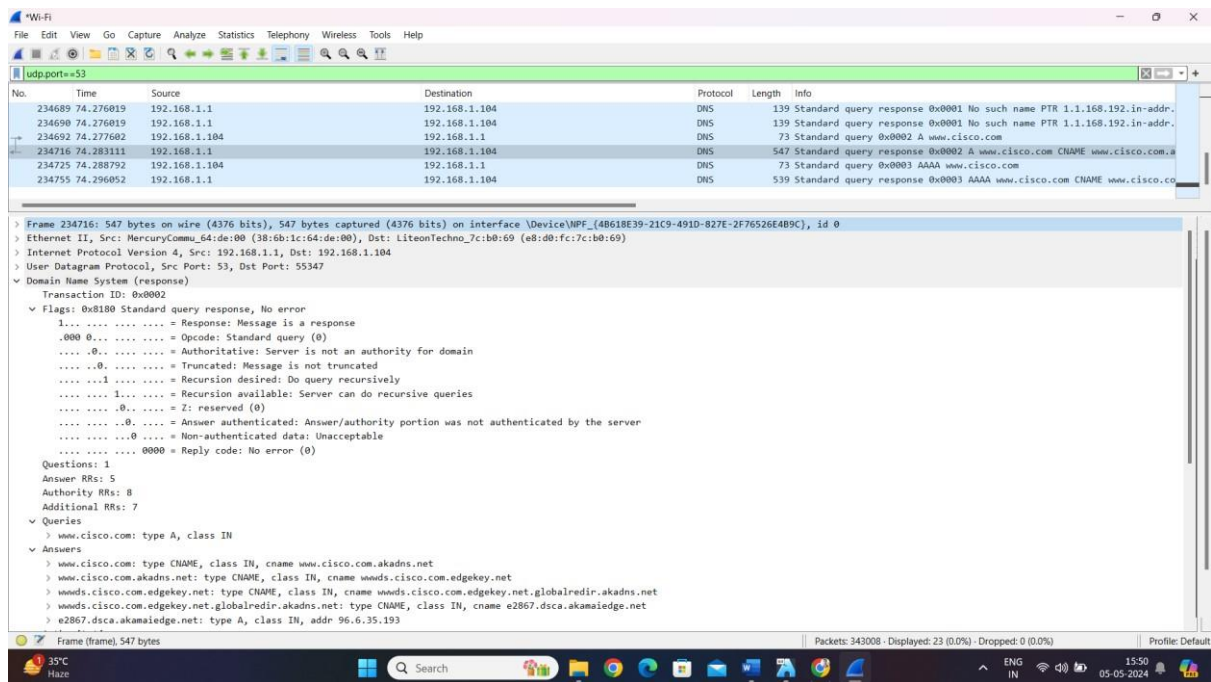 *Wi-Fi
File Edit View Go Capture Analyze Statistics Telephony Wireless Tools Help
udp.port==53
No. Time Source Destination Protocol Length Info
234689 74.276019 192.168.1.1 192.168.1.104 DNS 139 Standard query response 0x0001 No such name PTR 1.1.168.192.in-addr.
234690 74.276019 192.168.1.1 192.168.1.104 DNS 139 Standard query response 0x0001 No such name PTR 1.1.168.192.in-addr.
234692 74.277602 192.168.1.104 192.168.1.1 DNS 73 Standard query 0x0002 A www.cisco.com
234716 74.283111 192.168.1.1 192.168.1.104 DNS 547 Standard query response 0x0002 A www.cisco.com CNAME www.cisco.com.a
234725 74.288792 192.168.1.104 192.168.1.1 DNS 73 Standard query 0x0003 AAAA www.cisco.com
234755 74.296052 192.168.1.1 192.168.1.104 DNS 539 Standard query response 0x0003 AAAA www.cisco.com CNAME www.cisco.co
> Frame 234716: 547 bytes on wire (4376 bits), 547 bytes captured (4376 bits) on interface \Device\NPF_{4B618E39-21C9-491D-827E-2F76526E4B9C}, id 0
> Ethernet II, Src: MercuryCommu_64:de:00 (38:6b:1c:64:de:00), Dst: LiteonTechno_7c:b0:69 (e8:d0:fc:7c:b0:69)
> Internet Protocol Version 4, Src: 192.168.1.1, Dst: 192.168.1.104
> User Datagram Protocol, Src Port: 53, Dst Port: 55347
Domain Name System (response)
Transaction ID: 0x0002
Flags: 0x8180 Standard query response, No error
1... .... .... .... = Response: Message is a response
.000 0... .... .... = Opcode: Standard query (0)
.... .0.. .... .... = Authoritative: Server is not an authority for domain
.... ..0. .... .... = Truncated: Message is not truncated
.... ...1 .... .... = Recursion desired: Do query recursively
.... .... 1... .... = Recursion available: Server can do recursive queries
.... .... .0.. .... = Z: reserved (0)
.... .... ..0. .... = Answer authenticated: Answer/authority portion was not authenticated by the server
.... .... ...0 .... = Non-authenticated data: Unacceptable
.... .... .... 0000 = Reply code: No error (0)
Questions: 1
Answer RRs: 5
Authority RRs: 8
Additional RRs: 7
Queries
> www.cisco.com: type A, class IN
Answers
> www.cisco.com: type CNAME, class IN, cname www.cisco.com.akadns.net
> www.cisco.com.akadns.net: type CNAME, class IN, cname wwwds.cisco.com.edgekey.net
> wwwds.cisco.com.edgekey.net: type CNAME, class IN, cname wwwds.cisco.com.edgekey.net.globalredir.akadns.net
> wwwds.cisco.com.edgekey.net.globalredir.akadns.net: type CNAME, class IN, cname e2867.dsca.akamaiedge.net
> e2867.dsca.akamaiedge.net: type A, class IN, addr 96.6.35.193
Frame (frame), 547 bytes Packets: 343008 · Displayed: 23 (0.0%) · Dropped: 0 (0.0%) Profile: Default
1 35°C Search ENG 15:50
Haze IN 05-05-2024